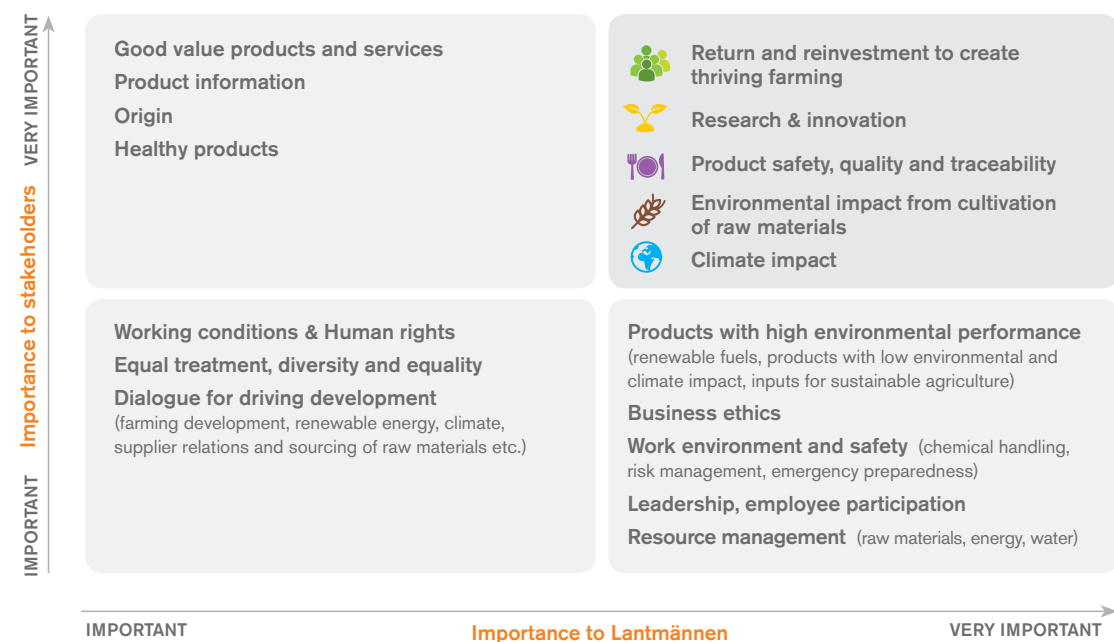 VERY IMPORTANT
Importance to stakeholders
IMPORTANT
Good value products and services
Product information
Origin
Healthy products
Return and reinvestment to create
thriving farming
Research & innovation
Product safety, quality and traceability
Environmental impact from cultivation
of raw materials
Climate impact
Working conditions & Human rights
Equal treatment, diversity and equality
Dialogue for driving development
(farming development, renewable energy, climate,
supplier relations and sourcing of raw materials etc.)
Products with high environmental performance
(renewable fuels, products with low environmental and
climate impact, inputs for sustainable agriculture)
Business ethics
Work environment and safety (chemical handling,
risk management, emergency preparedness)
Leadership, employee participation
Resource management (raw materials, energy, water)
IMPORTANT
Importance to Lantmännen
VERY IMPORTANT